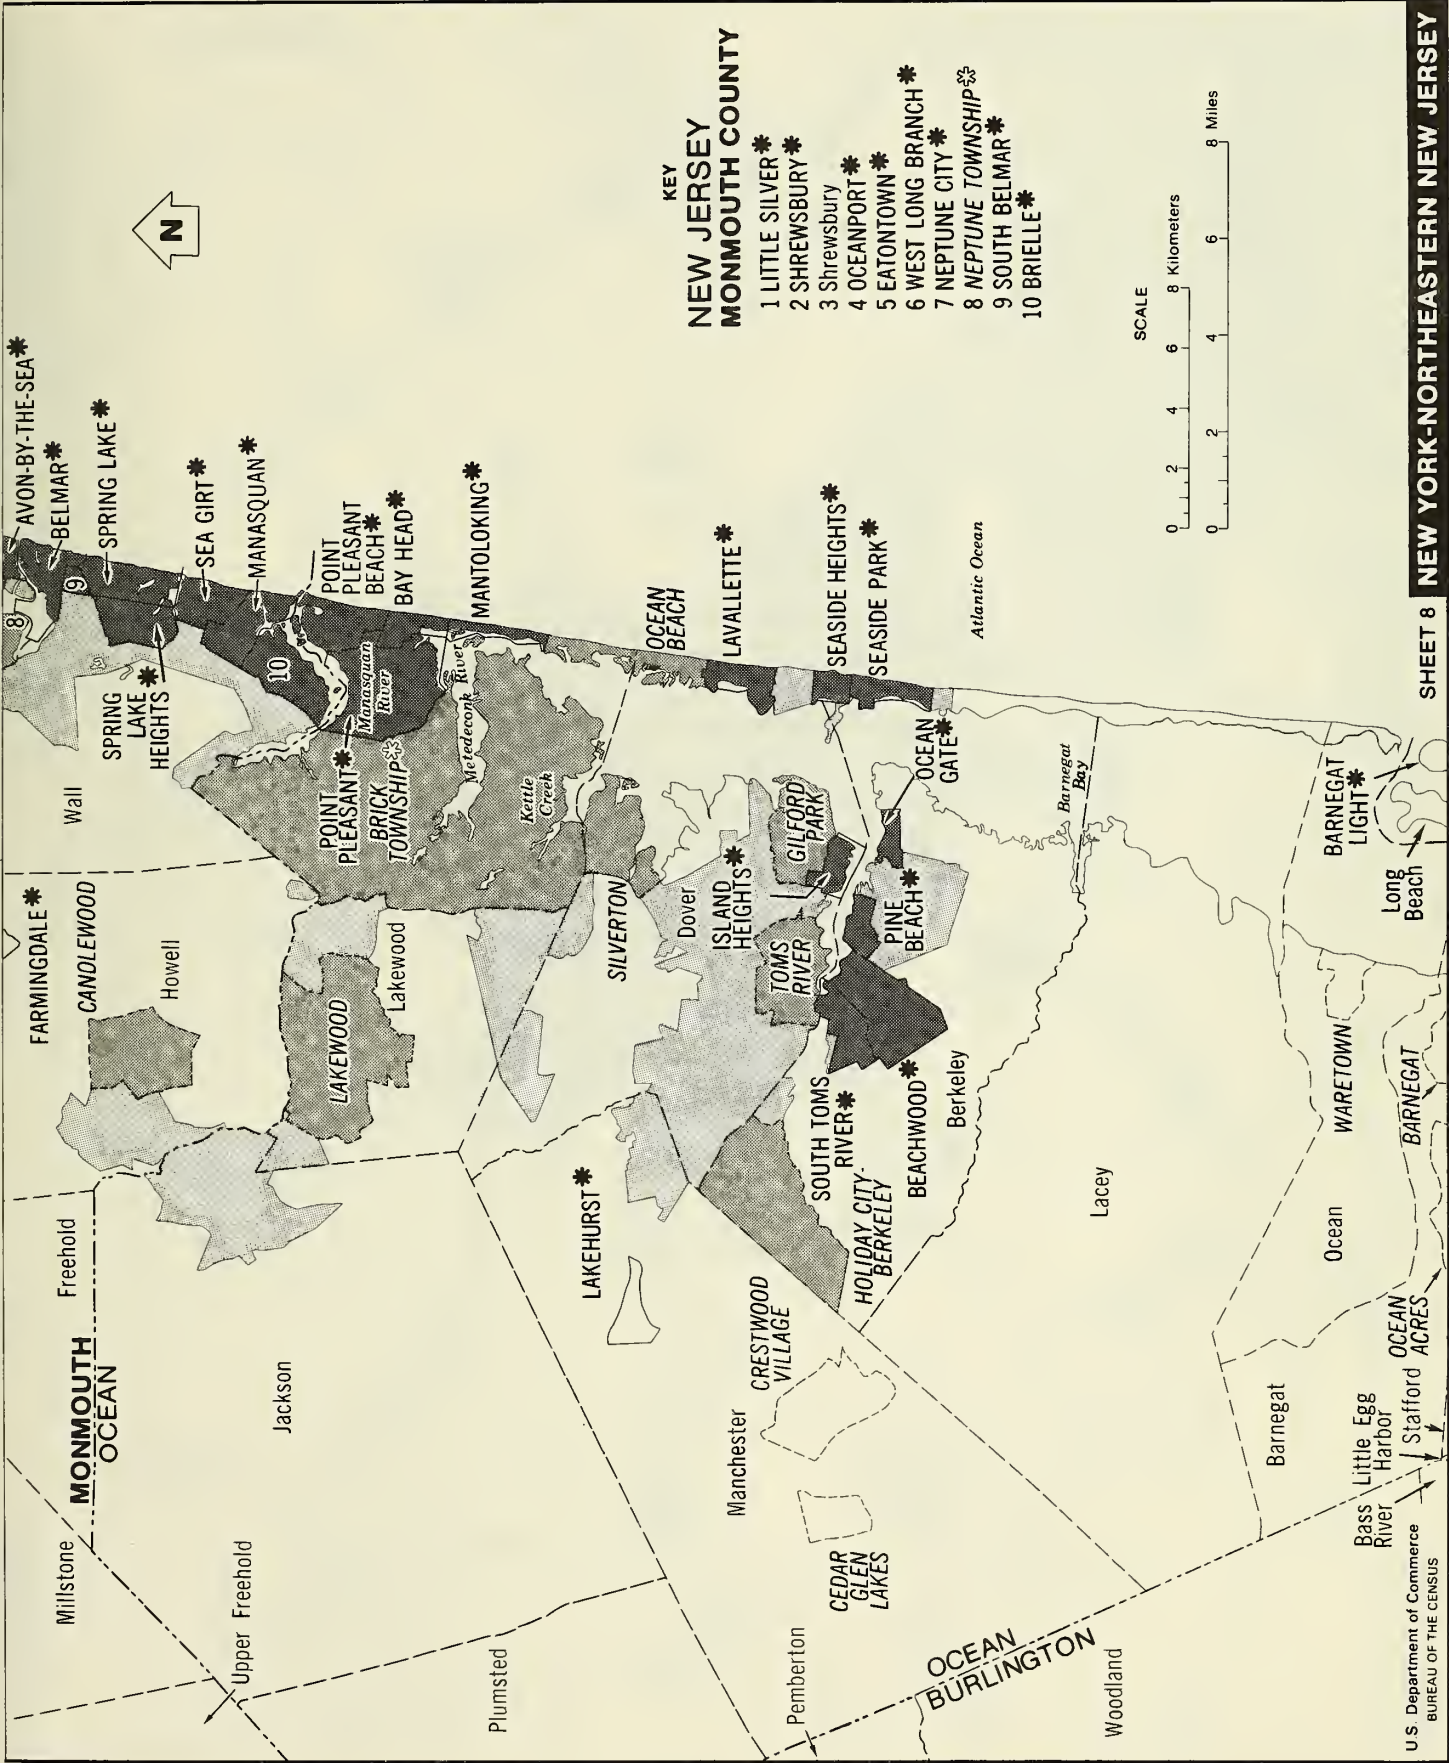 AVON-BY-THE-SEA*
BELMAR*
SPRING LAKE*
SEA GIRT*
MANASQUAN*
POINT
PLEASANT
BEACH*
BAY HEAD*
MANTOLOKING*
OCEAN
BEACH
LAVALLETTE*
SEASIDE HEIGHTS*
SEASIDE PARK*
Atlantic Ocean
N
KEY
NEW JERSEY
MONMOUTH COUNTY
1 LITTLE SILVER*
2 SHREWSBURY*
3 Shrewsbury
4 OCEANPORT*
5 EATONTOWN*
6 WEST LONG BRANCH*
7 NEPTUNE CITY*
8 NEPTUNE TOWNSHIP*
9 SOUTH BELMAR*
10 BRIELLE*
SCALE
0 2 4 6 8 Kilometers
0 2 4 6 8 Miles
8
9
10
SPRING
LAKE*
HEIGHTS
Wall
Manasquan
River
POINT
PLEASANT*
BRICK
TOWNSHIP*
Metedeconk River
Kettle
Creek
FARMINGDALE*
CANDLEWOOD
Howell
LAKEWOOD
Lakewood
SILVERTON
Dover
ISLAND
HEIGHTS*
GILFORD
PARK
TOMS
RIVER
OCEAN
GATE*
PINE
BEACH*
Barnegat
Bay
SOUTH TOMS
RIVER*
BEACHWOOD*
Berkeley
HOLIDAY CITY-
BERKELEY
LAKEHURST*
CRESTWOOD
VILLAGE
Manchester
CEDAR
GLEN
LAKES
Freehold
MONMOUTH
OCEAN
Jackson
Millstone
Upper Freehold
Plumsted
Pemberton
OCEAN
BURLINGTON
Woodland
Lacey
BARNEGAT
LIGHT*
Long
Beach
WARETOWN
BARNEGAT
Ocean
OCEAN
ACRES
Barnegat
Stafford
Little Egg
Harbor
Bass
River
U.S. Department of Commerce
BUREAU OF THE CENSUS
SHEET 8
NEW YORK-NORTHEASTERN NEW JERSEY